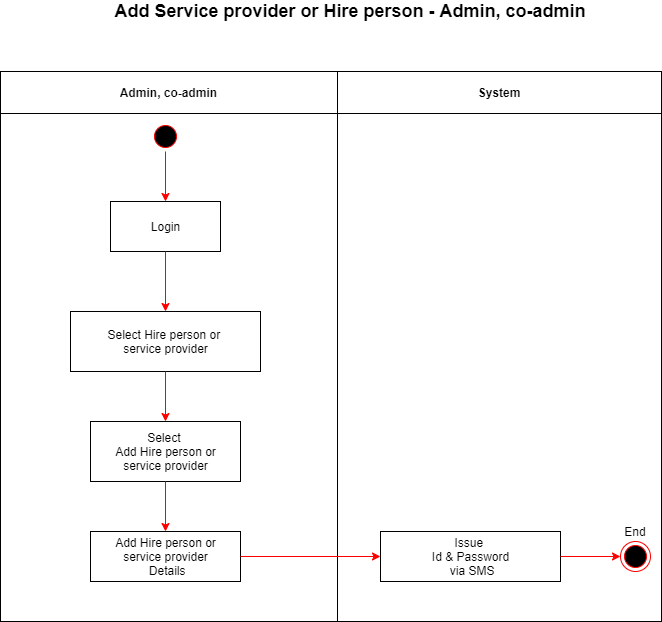 Add Service provider or Hire person - Admin, co-admin
Admin, co-admin
System
Login
Select Hire person or
service provider
Select
Add Hire person or
service provider
Add Hire person or
service provider
Details
Issue
Id & Password
via SMS
End